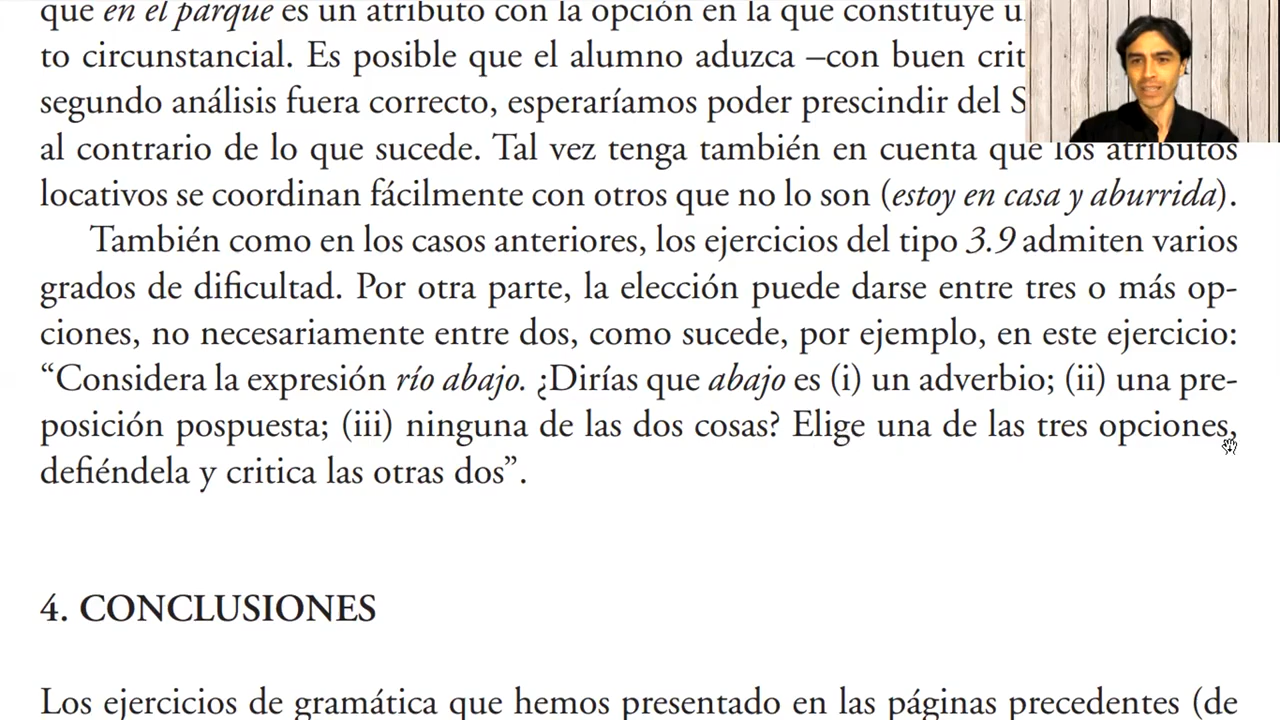 que en el parque es un atributo con la opción en la que constituye
to circunstancial. Es posible que el alumno aduzca –con buen
segundo análisis fuera correcto, esperaríamos poder prescindir del
al contrario de lo que sucede. Tal vez tenga también en cuenta que los atributos
locativos se coordinan fácilmente con otros que no lo son (estoy en casa y aburrida).
También como en los casos anteriores, los ejercicios del tipo 3.9 admiten varios
grados de dificultad. Por otra parte, la elección puede darse entre tres o más op-
ciones, no necesariamente entre dos, como sucede, por ejemplo, en este ejercicio:
“Considera la expresión río abajo. ¿Dirías que abajo es (i) un adverbio; (ii) una pre-
posición pospuesta; (iii) ninguna de las dos cosas? Elige una de las tres opciones,
defiéndela y critica las otras dos”.
4. CONCLUSIONES
Los ejercicios de gramática que hemos presentado en las páginas precedentes (de